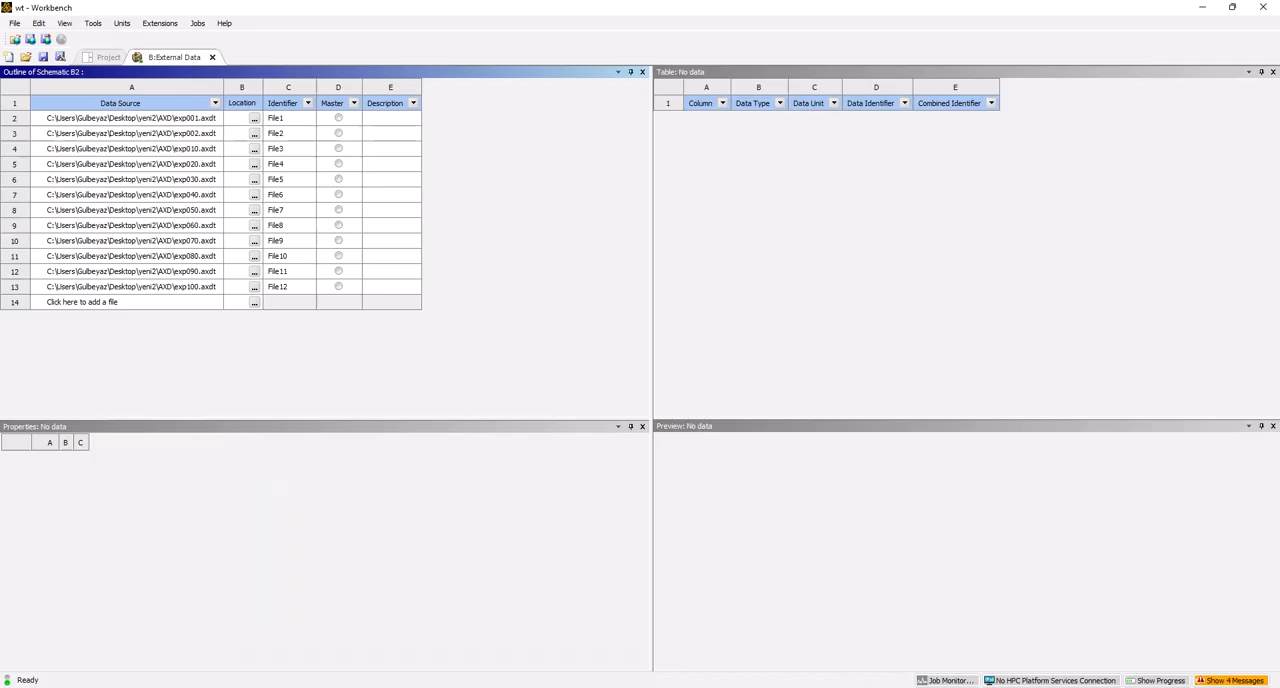 wt - Workbench
File Edit View Tools Units Extensions Jobs Help
Project B:External Data
Outline of Schematic B2 :
A B C D E
1 Data Source Location Identifier Master Description
2 C:\Users\Gulbeyaz\Desktop\yeni2\AXD\exp001.axdt ... File1
3 C:\Users\Gulbeyaz\Desktop\yeni2\AXD\exp002.axdt ... File2
4 C:\Users\Gulbeyaz\Desktop\yeni2\AXD\exp010.axdt ... File3
5 C:\Users\Gulbeyaz\Desktop\yeni2\AXD\exp020.axdt ... File4
6 C:\Users\Gulbeyaz\Desktop\yeni2\AXD\exp030.axdt ... File5
7 C:\Users\Gulbeyaz\Desktop\yeni2\AXD\exp040.axdt ... File6
8 C:\Users\Gulbeyaz\Desktop\yeni2\AXD\exp050.axdt ... File7
9 C:\Users\Gulbeyaz\Desktop\yeni2\AXD\exp060.axdt ... File8
10 C:\Users\Gulbeyaz\Desktop\yeni2\AXD\exp070.axdt ... File9
11 C:\Users\Gulbeyaz\Desktop\yeni2\AXD\exp080.axdt ... File10
12 C:\Users\Gulbeyaz\Desktop\yeni2\AXD\exp090.axdt ... File11
13 C:\Users\Gulbeyaz\Desktop\yeni2\AXD\exp100.axdt ... File12
14 Click here to add a file ...
Table: No data
A B C D E
1 Column Data Type Data Unit Data Identifier Combined Identifier
Properties: No data
A B C
Preview: No data
Ready
Job Monitor... No HPC Platform Services Connection Show Progress Show 4 Messages